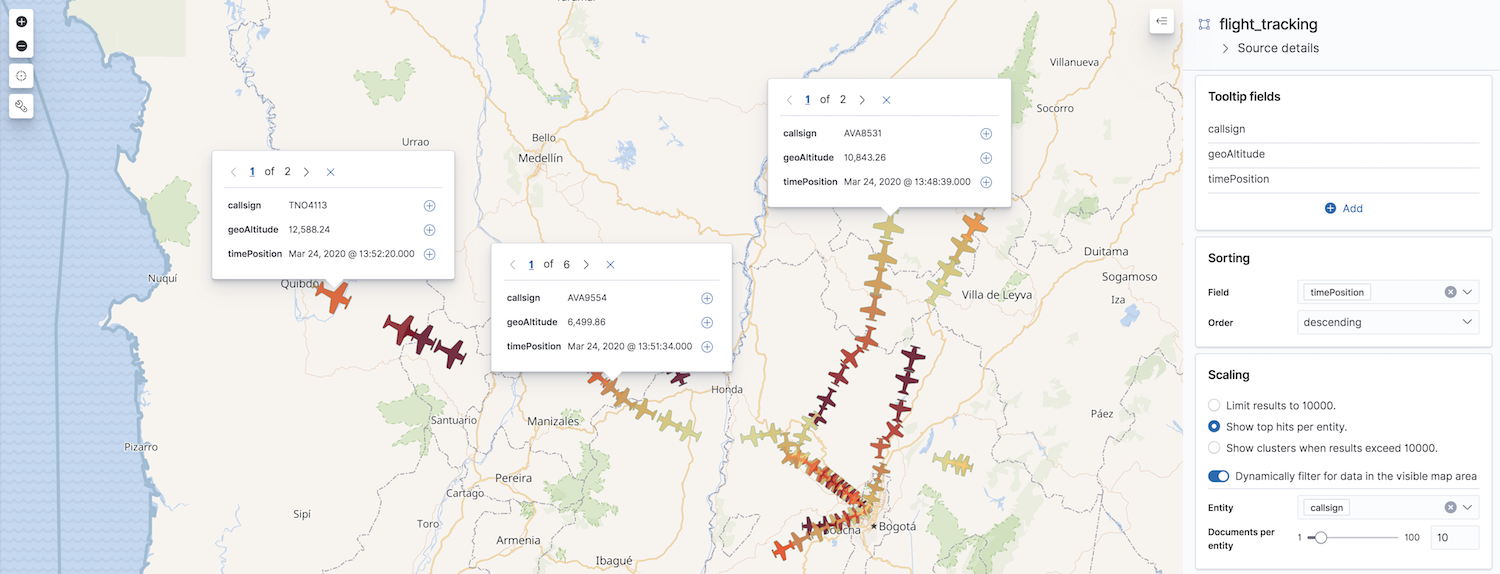 Villanueva
Socorro
Urrao
Bello
Medellín
1 of 2
callsign AVA8531
geoAltitude 10,843.26
timePosition Mar 24, 2020 @ 13:48:39.000
1 of 2
callsign TNO4113
geoAltitude 12,588.24
timePosition Mar 24, 2020 @ 13:52:20.000
Nuquí
Quibdó
1 of 6
callsign AVA9554
geoAltitude 6,499.86
timePosition Mar 24, 2020 @ 13:51:34.000
Duitama
Sogamoso
Iza
Villa de Leyva
Honda
Santuario
Manizales
Páez
Pizarro
Pereira
Cartago
Sipí
Toro
Armenia
Ibagué
Soacha
Bogotá
flight_tracking
Source details
Tooltip fields
callsign
geoAltitude
timePosition
Add
Sorting
Field timePosition
Order descending
Scaling
Limit results to 10000.
Show top hits per entity.
Show clusters when results exceed 10000.
Dynamically filter for data in the visible map area
Entity callsign
Documents per
entity
1 100 10